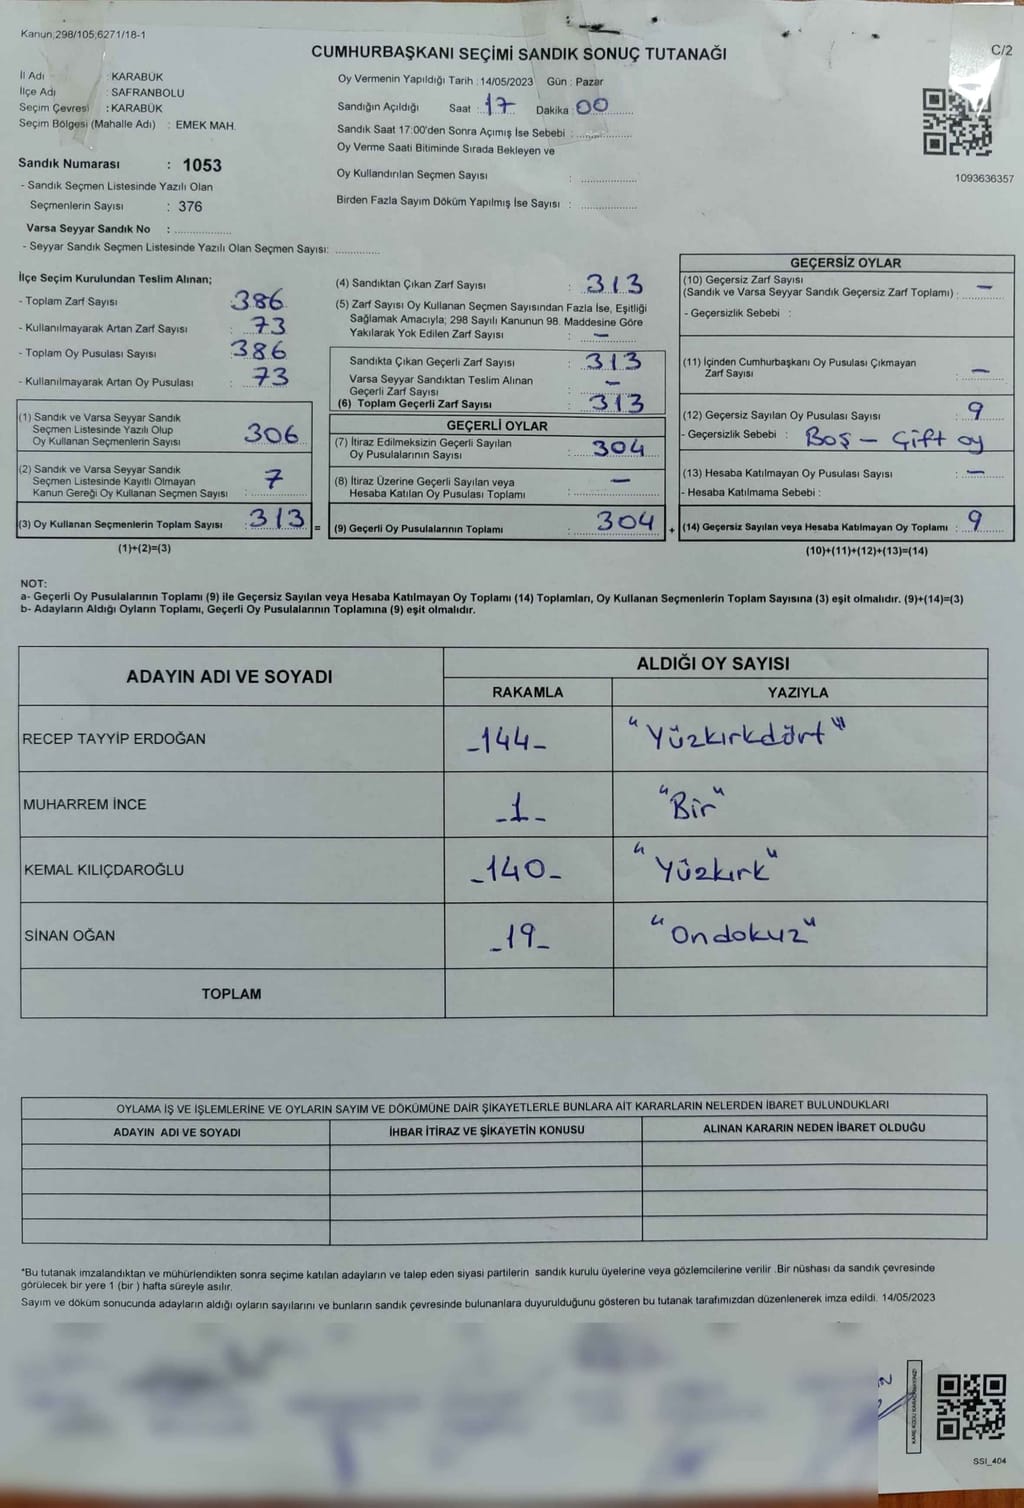 Kanun;298/105;6271/18-1
CUMHURBAŞKANI SEÇİMİ SANDIK SONUÇ TUTANAĞI
C/2
İl Adı : KARABÜK
İlçe Adı : SAFRANBOLU
Seçim Çevresi : KARABÜK
Seçim Bölgesi (Mahalle Adı) : EMEK MAH.
Sandık Numarası : 1053
- Sandık Seçmen Listesinde Yazılı Olan
Seçmenlerin Sayısı : 376
Varsa Seyyar Sandık No :
- Seyyar Sandık Seçmen Listesinde Yazılı Olan Seçmen Sayısı:
Oy Vermenin Yapıldığı Tarih : 14/05/2023 Gün : Pazar
Sandığın Açıldığı Saat : 17 Dakika : 00
Sandık Saat 17:00'den Sonra Açımış İse Sebebi :
Oy Verme Saati Bitiminde Sırada Bekleyen ve
Oy Kullandırılan Seçmen Sayısı :
Birden Fazla Sayım Döküm Yapılmış İse Sayısı :
1093636357
İlçe Seçim Kurulundan Teslim Alınan;
- Toplam Zarf Sayısı : 386
- Kullanılmayarak Artan Zarf Sayısı : 73
- Toplam Oy Pusulası Sayısı : 386
- Kullanılmayarak Artan Oy Pusulası : 73
(1) Sandık ve Varsa Seyyar Sandık
Seçmen Listesinde Yazılı Olup
Oy Kullanan Seçmenlerin Sayısı : 306
(2) Sandık ve Varsa Seyyar Sandık
Seçmen Listesinde Kayıtlı Olmayan
Kanun Gereği Oy Kullanan Seçmen Sayısı : 7
(3) Oy Kullanan Seçmenlerin Toplam Sayısı : 313 =
(1)+(2)=(3)
(4) Sandıktan Çıkan Zarf Sayısı : 313
(5) Zarf Sayısı Oy Kullanan Seçmen Sayısından Fazla İse, Eşitliği
Sağlamak Amacıyla; 298 Sayılı Kanunun 98. Maddesine Göre
Yakılarak Yok Edilen Zarf Sayısı : —
Sandıkta Çıkan Geçerli Zarf Sayısı : 313
Varsa Seyyar Sandıktan Teslim Alınan
Geçerli Zarf Sayısı : —
(6) Toplam Geçerli Zarf Sayısı : 313
GEÇERLİ OYLAR
(7) İtiraz Edilmeksizin Geçerli Sayılan
Oy Pusulalarının Sayısı : 304
(8) İtiraz Üzerine Geçerli Sayılan veya
Hesaba Katılan Oy Pusulası Toplamı : —
(9) Geçerli Oy Pusulalarının Toplamı : 304 +
GEÇERSİZ OYLAR
(10) Geçersiz Zarf Sayısı
(Sandık ve Varsa Seyyar Sandık Geçersiz Zarf Toplamı) : —
- Geçersizlik Sebebi :
(11) İçinden Cumhurbaşkanı Oy Pusulası Çıkmayan
Zarf Sayısı : —
(12) Geçersiz Sayılan Oy Pusulası Sayısı : 9
- Geçersizlik Sebebi : Boş – Çift oy
(13) Hesaba Katılmayan Oy Pusulası Sayısı : —
- Hesaba Katılmama Sebebi :
(14) Geçersiz Sayılan veya Hesaba Katılmayan Oy Toplamı : 9
(10)+(11)+(12)+(13)=(14)
NOT:
a- Geçerli Oy Pusulalarının Toplamı (9) ile Geçersiz Sayılan veya Hesaba Katılmayan Oy Toplamı (14) Toplamları, Oy Kullanan Seçmenlerin Toplam Sayısına (3) eşit olmalıdır. (9)+(14)=(3)
b- Adayların Aldığı Oyların Toplamı, Geçerli Oy Pusulalarının Toplamına (9) eşit olmalıdır.
ADAYIN ADI VE SOYADI
ALDIĞI OY SAYISI
RAKAMLA YAZIYLA
RECEP TAYYİP ERDOĞAN -144- "Yüzkırkdört"
MUHARREM İNCE -1- "Bir"
KEMAL KILIÇDAROĞLU -140- "Yüzkırk"
SİNAN OĞAN -19- "Ondokuz"
TOPLAM
OYLAMA İŞ VE İŞLEMLERİNE VE OYLARIN SAYIM VE DÖKÜMÜNE DAİR ŞİKAYETLERLE BUNLARA AİT KARARLARIN NELERDEN İBARET BULUNDUKLARI
ADAYIN ADI VE SOYADI İHBAR İTİRAZ VE ŞİKAYETİN KONUSU ALINAN KARARIN NEDEN İBARET OLDUĞU
*Bu tutanak imzalandıktan ve mühürlendikten sonra seçime katılan adayların ve talep eden siyasi partilerin sandık kurulu üyelerine veya gözlemcilerine verilir .Bir nüshası da sandık çevresinde
görülecek bir yere 1 (bir ) hafta süreyle asılır.
Sayım ve döküm sonucunda adayların aldığı oyların sayılarını ve bunların sandık çevresinde bulunanlara duyurulduğunu gösteren bu tutanak tarafımızdan düzenlenerek imza edildi. 14/05/2023
SSI_404